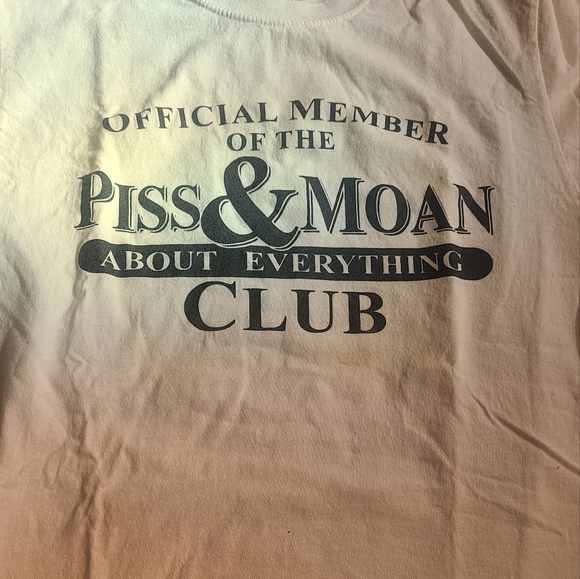 OFFICIAL MEMBER
OF THE
PISS & MOAN
ABOUT EVERYTHING
CLUB